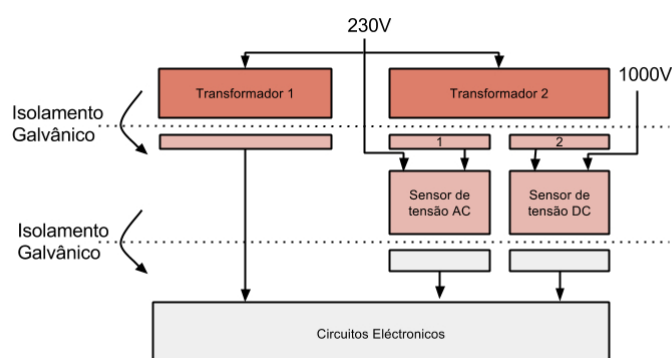 230V
1000V
Transformador 1
Transformador 2
Isolamento
Galvânico
1
2
Sensor de
tensão AC
Sensor de
tensão DC
Isolamento
Galvânico
Circuitos Eléctronicos